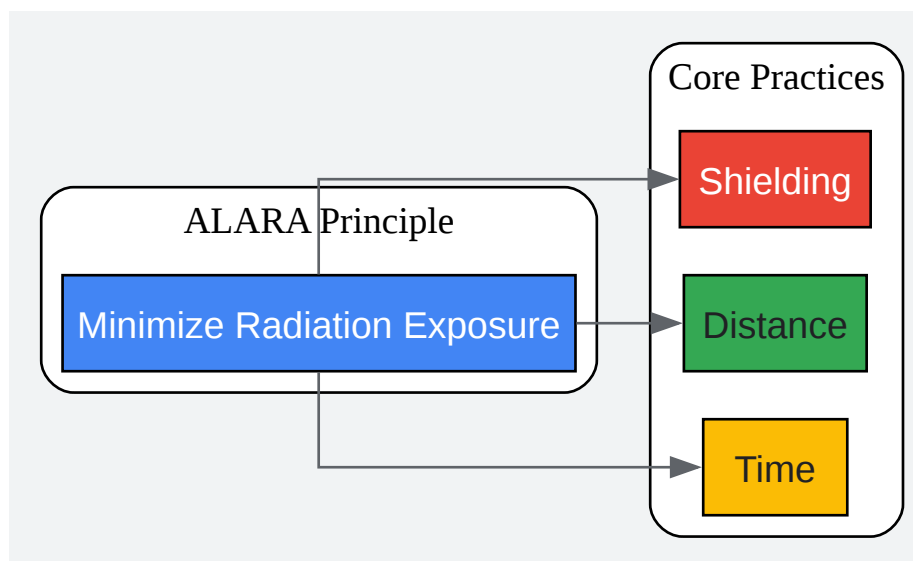 Core Practices
Shielding
ALARA Principle
Minimize Radiation Exposure
Distance
Time